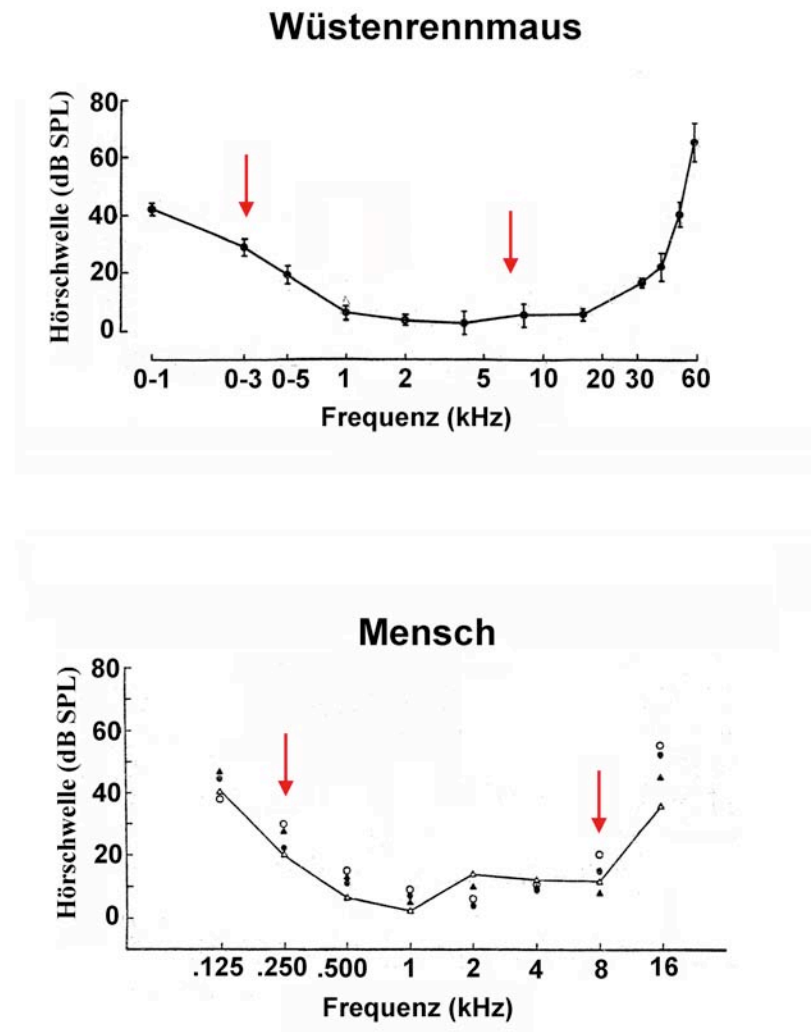 Wüstenrennmaus
Hörschwelle (dB SPL)
80
60
40
20
0
0-1 0-3 0-5 1 2 5 10 20 30 60
Frequenz (kHz)
Mensch
Hörschwelle (dB SPL)
80
60
40
20
0
.125 .250 .500 1 2 4 8 16
Frequenz (kHz)